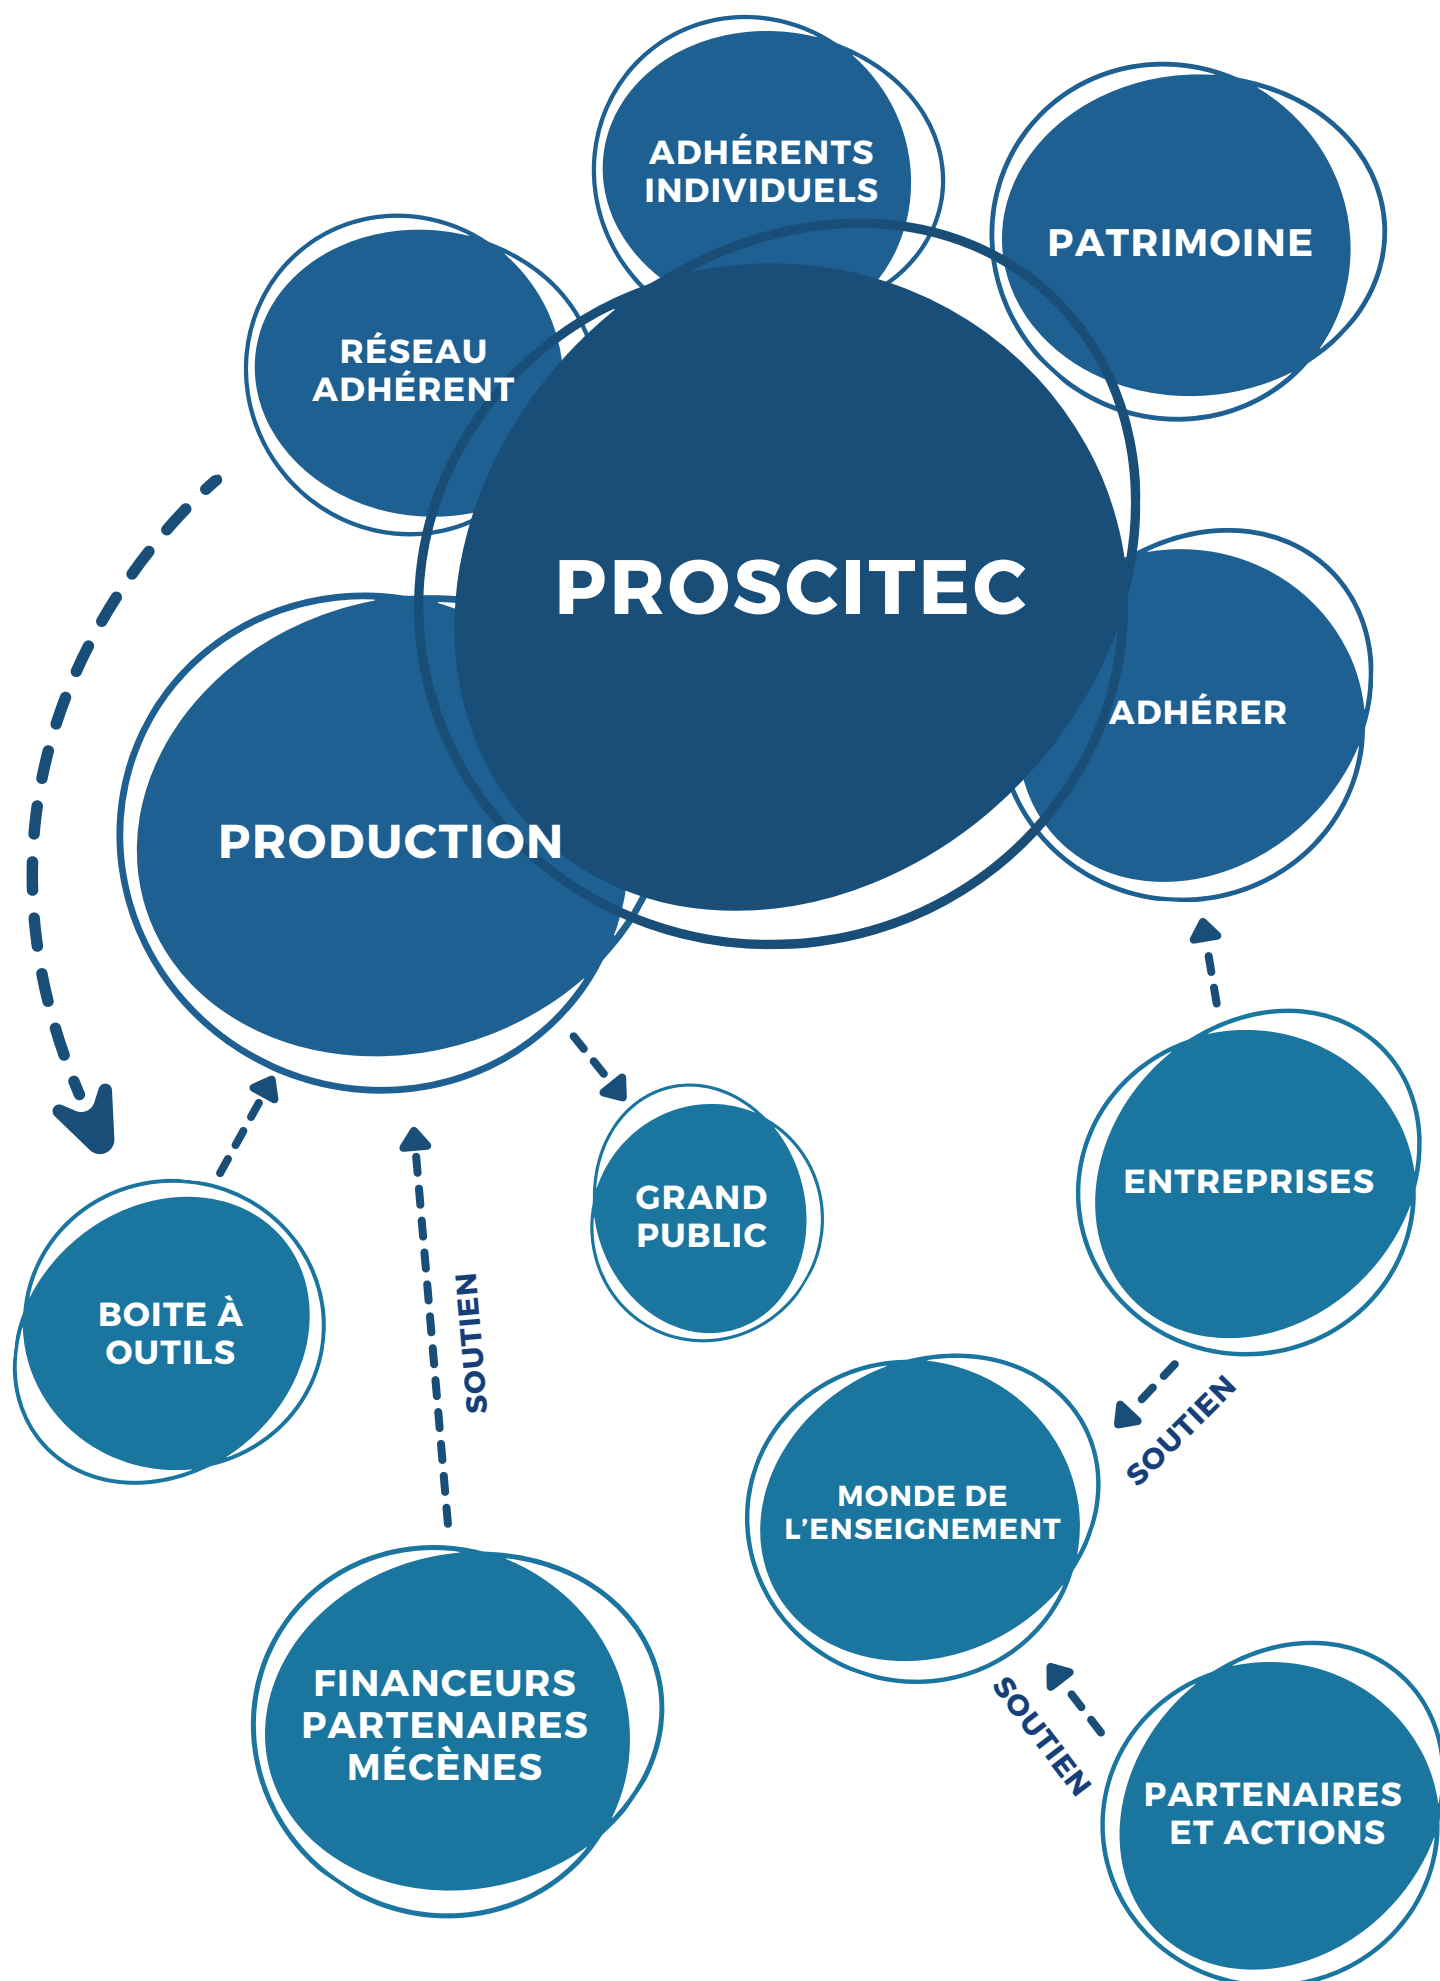 ADHÉRENTS
INDIVIDUELS
PATRIMOINE
RÉSEAU
ADHÉRENT
PROSCITEC
ADHÉRER
PRODUCTION
ENTREPRISES
GRAND
PUBLIC
BOITE À
OUTILS
SOUTIEN
SOUTIEN
MONDE DE
L’ENSEIGNEMENT
FINANCEURS
PARTENAIRES
MÉCÈNES
SOUTIEN
PARTENAIRES
ET ACTIONS